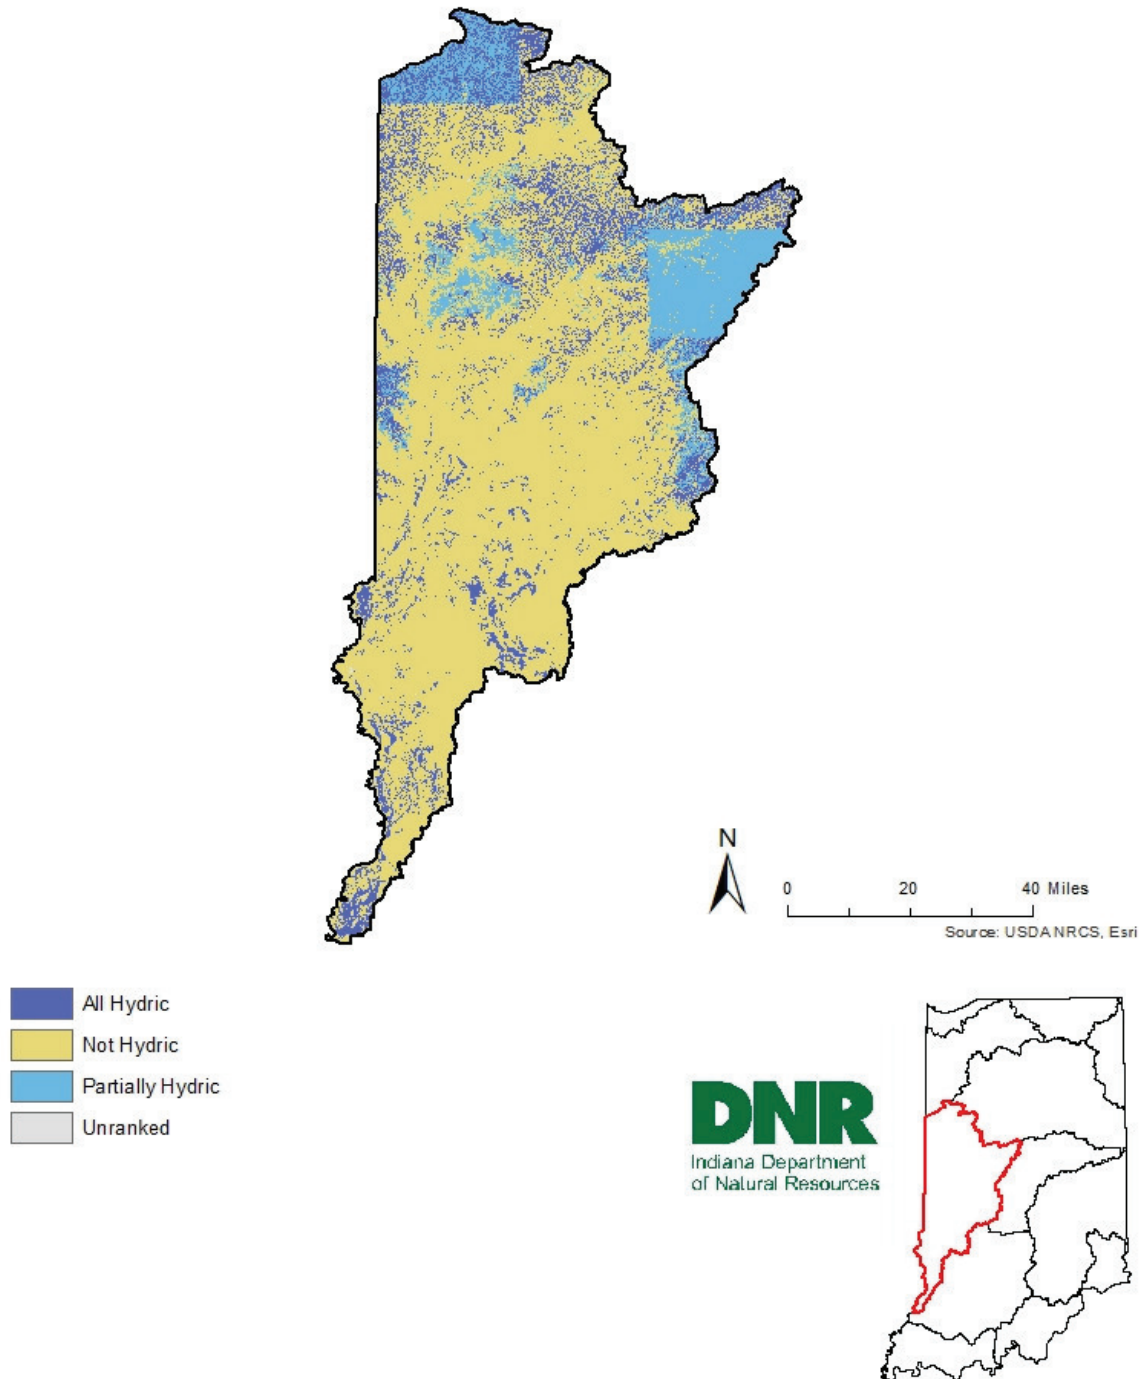 N
0 20 40 Miles
Source: USDA NRCS, Esri
All Hydric
Not Hydric
Partially Hydric
Unranked
DNR
Indiana Department
of Natural Resources